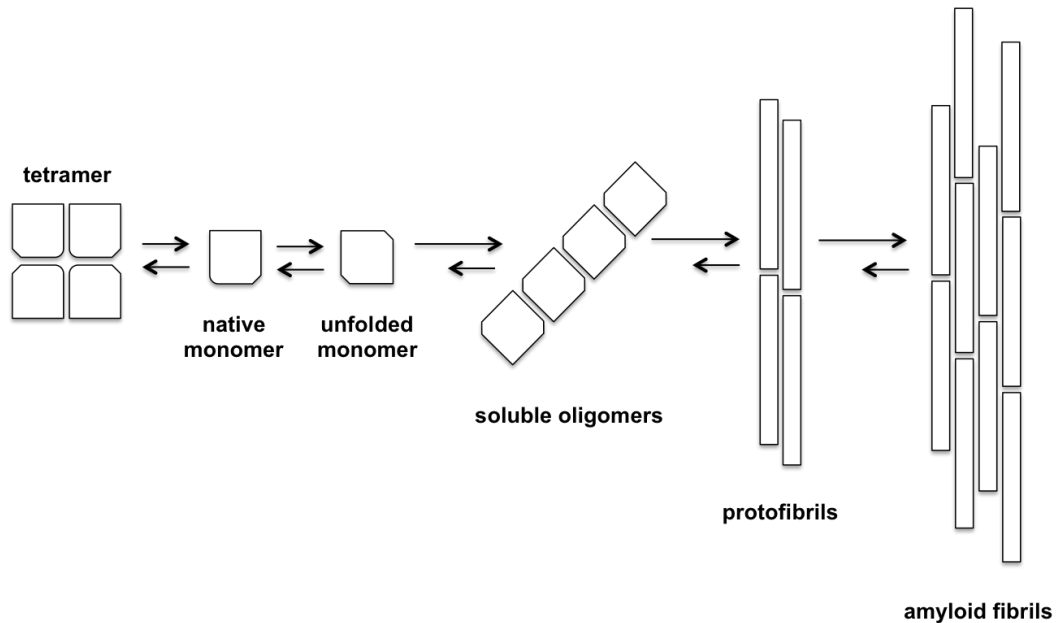 tetramer
native
monomer
unfolded
monomer
soluble oligomers
protofibrils
amyloid fibrils